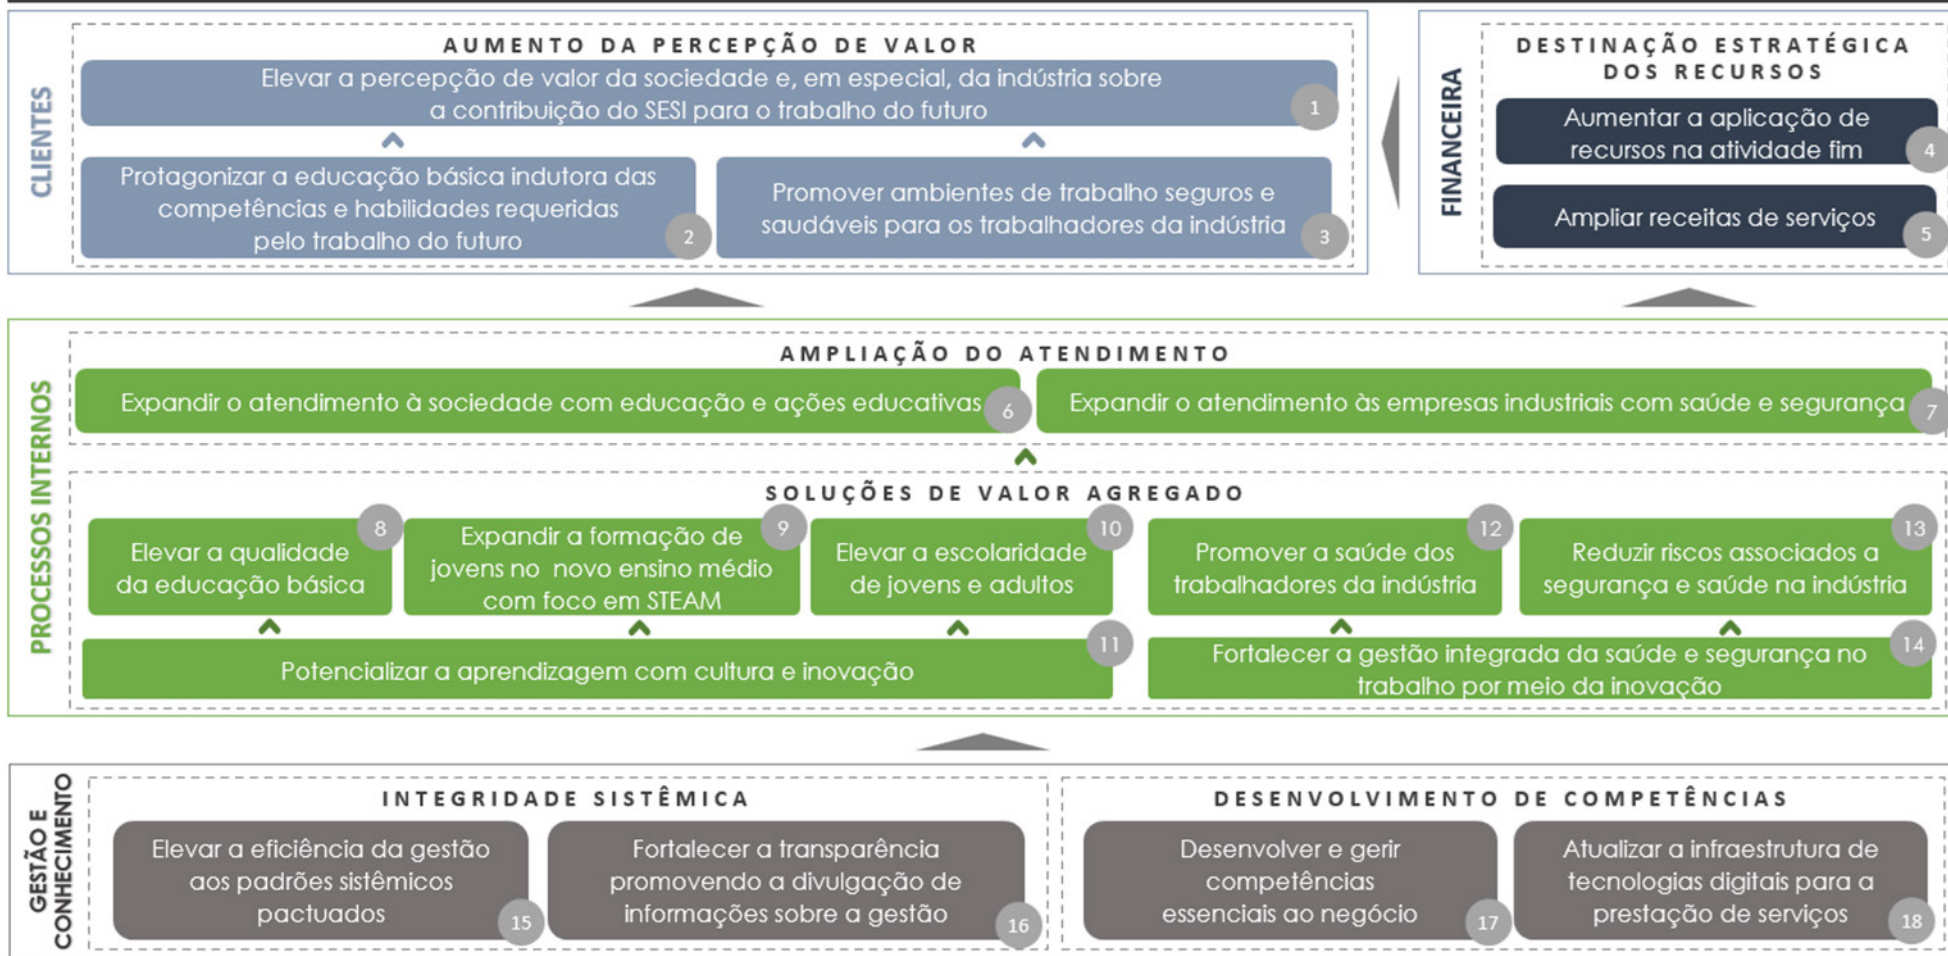 CLIENTES
AUMENTO DA PERCEPÇÃO DE VALOR
Elevar a percepção de valor da sociedade e, em especial, da indústria sobre
a contribuição do SESI para o trabalho do futuro
1
Protagonizar a educação básica indutora das
competências e habilidades requeridas
pelo trabalho do futuro
2
Promover ambientes de trabalho seguros e
saudáveis para os trabalhadores da indústria
3
FINANCEIRA
DESTINAÇÃO ESTRATÉGICA
DOS RECURSOS
Aumentar a aplicação de
recursos na atividade fim
4
Ampliar receitas de serviços
5
PROCESSOS INTERNOS
AMPLIAÇÃO DO ATENDIMENTO
Expandir o atendimento à sociedade com educação e ações educativas
6
Expandir o atendimento às empresas industriais com saúde e segurança
7
SOLUÇÕES DE VALOR AGREGADO
Elevar a qualidade
da educação básica
8
Expandir a formação de
jovens no novo ensino médio
com foco em STEAM
9
Elevar a escolaridade
de jovens e adultos
10
Promover a saúde dos
trabalhadores da indústria
12
Reduzir riscos associados a
segurança e saúde na indústria
13
Potencializar a aprendizagem com cultura e inovação
11
Fortalecer a gestão integrada da saúde e segurança no
trabalho por meio da inovação
14
GESTÃO E
CONHECIMENTO
INTEGRIDADE SISTÊMICA
Elevar a eficiência da gestão
aos padrões sistêmicos
pactuados
15
Fortalecer a transparência
promovendo a divulgação de
informações sobre a gestão
16
DESENVOLVIMENTO DE COMPETÊNCIAS
Desenvolver e gerir
competências
essenciais ao negócio
17
Atualizar a infraestrutura de
tecnologias digitais para a
prestação de serviços
18